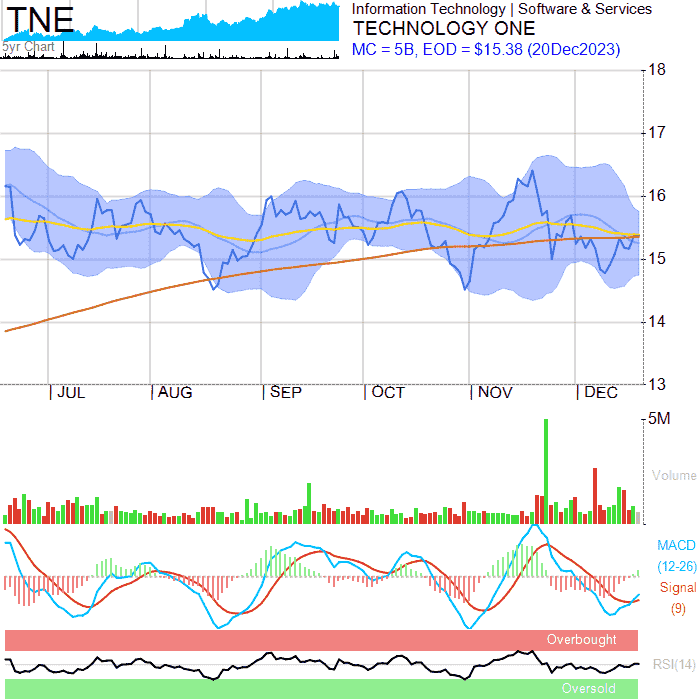 TNE
5yr Chart
Information Technology | Software & Services
TECHNOLOGY ONE
MC = 5B, EOD = $15.38 (20Dec2023)
18
17
16
15
14
13
JUL
AUG
SEP
OCT
NOV
DEC
5M
Volume
MACD
(12-26)
Signal
(9)
Overbought
RSI(14)
Oversold